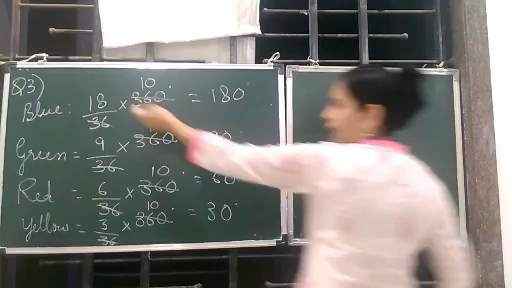 Q3)
Blue: 18/36 × 360° 10 = 180°
Green = 9/36 × 360°
Red = 6/36 × 360° 10 = 60°
Yellow = 3/36 × 360° 10 = 30°